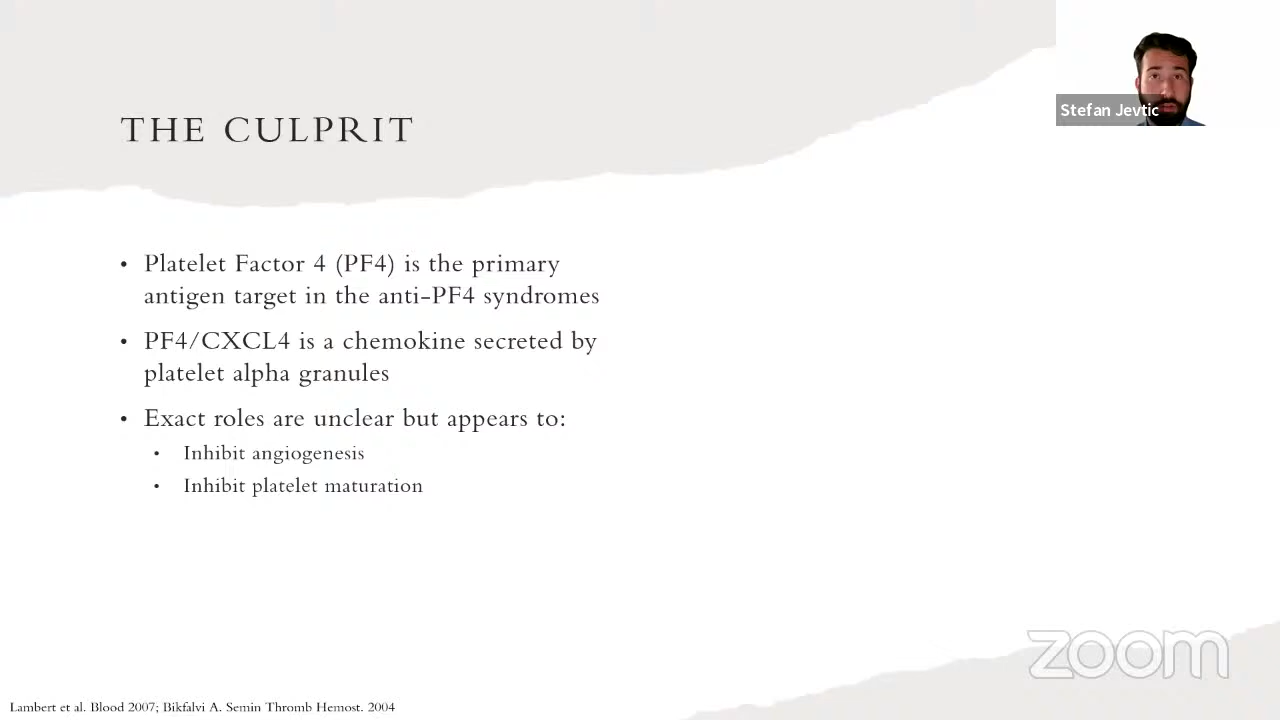 THE CULPRIT
Stefan Jevtic
• Platelet Factor 4 (PF4) is the primary
antigen target in the anti-PF4 syndromes
• PF4/CXCL4 is a chemokine secreted by
platelet alpha granules
• Exact roles are unclear but appears to:
• Inhibit angiogenesis
• Inhibit platelet maturation
zoom
Lambert et al. Blood 2007; Bikfalvi A. Semin Thromb Hemost. 2004